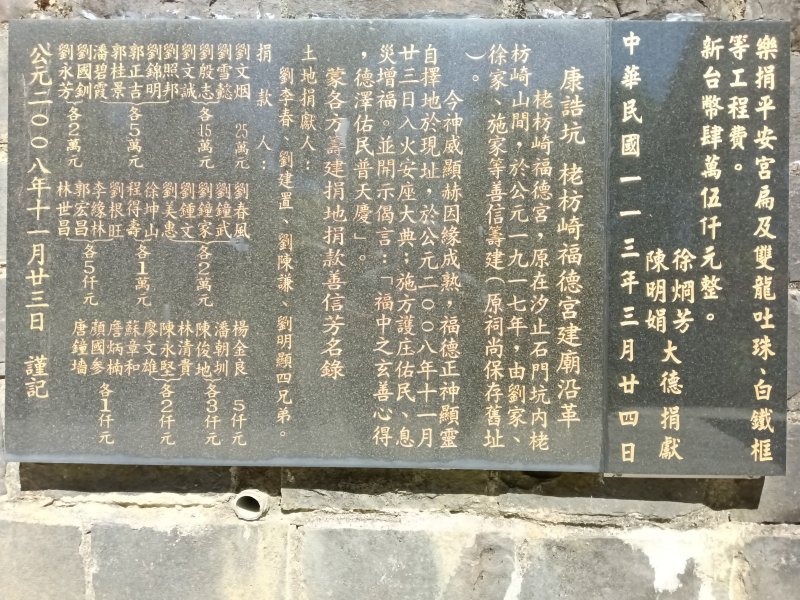 樂捐平安宮扁及雙龍吐珠、白鐵框
等工程費。
新台幣肆萬伍仟元整。
徐烱芳
陳明娟
大德捐獻
中華民國一一三年三月廿四日
康誥坑 栳枋崎福德宮建廟沿革
栳枋崎福德宮,原在汐止石門坑內栳
枋崎山間,於公元一九一七年,由劉家、
徐家、施家等善信籌建(原祠尚保存舊址
)。
今神威顯赫因緣成熟,福德正神顯靈
自擇地於現址,於公元二00八年十一月
廿三日入火安座大典;施方護庄佑民、息
災增福。並開示偈言:「福中之玄善心得
,德澤佑民普天慶」。
蒙各方籌建捐地捐款善信芳名錄
土地捐獻人:
劉李春、劉建置、劉陳謙、劉明顯四兄弟。
捐款人:
劉文烟 25萬元
劉雪懿
劉殷志
劉文誠
各15萬元
劉照邦
劉錦明
郭正吉
郭桂景
各5萬元
潘碧霞
劉國釧
劉永芳
各2萬元
劉春風
劉鐘武
劉鐘家
劉鐘文
各2萬元
劉美惠
徐坤山
程得壽
劉根旺
各1萬元
李緣林
郭宏昌
林世昌
各5仟元
楊金良 5仟元
潘朝圳
陳俊地
林清貴
各3仟元
陳永堅
廖文雄
各2仟元
蘇章和
詹炳楠
顏國參
唐鐘墻
各1仟元
公元二00八年十一月廿三日 謹記